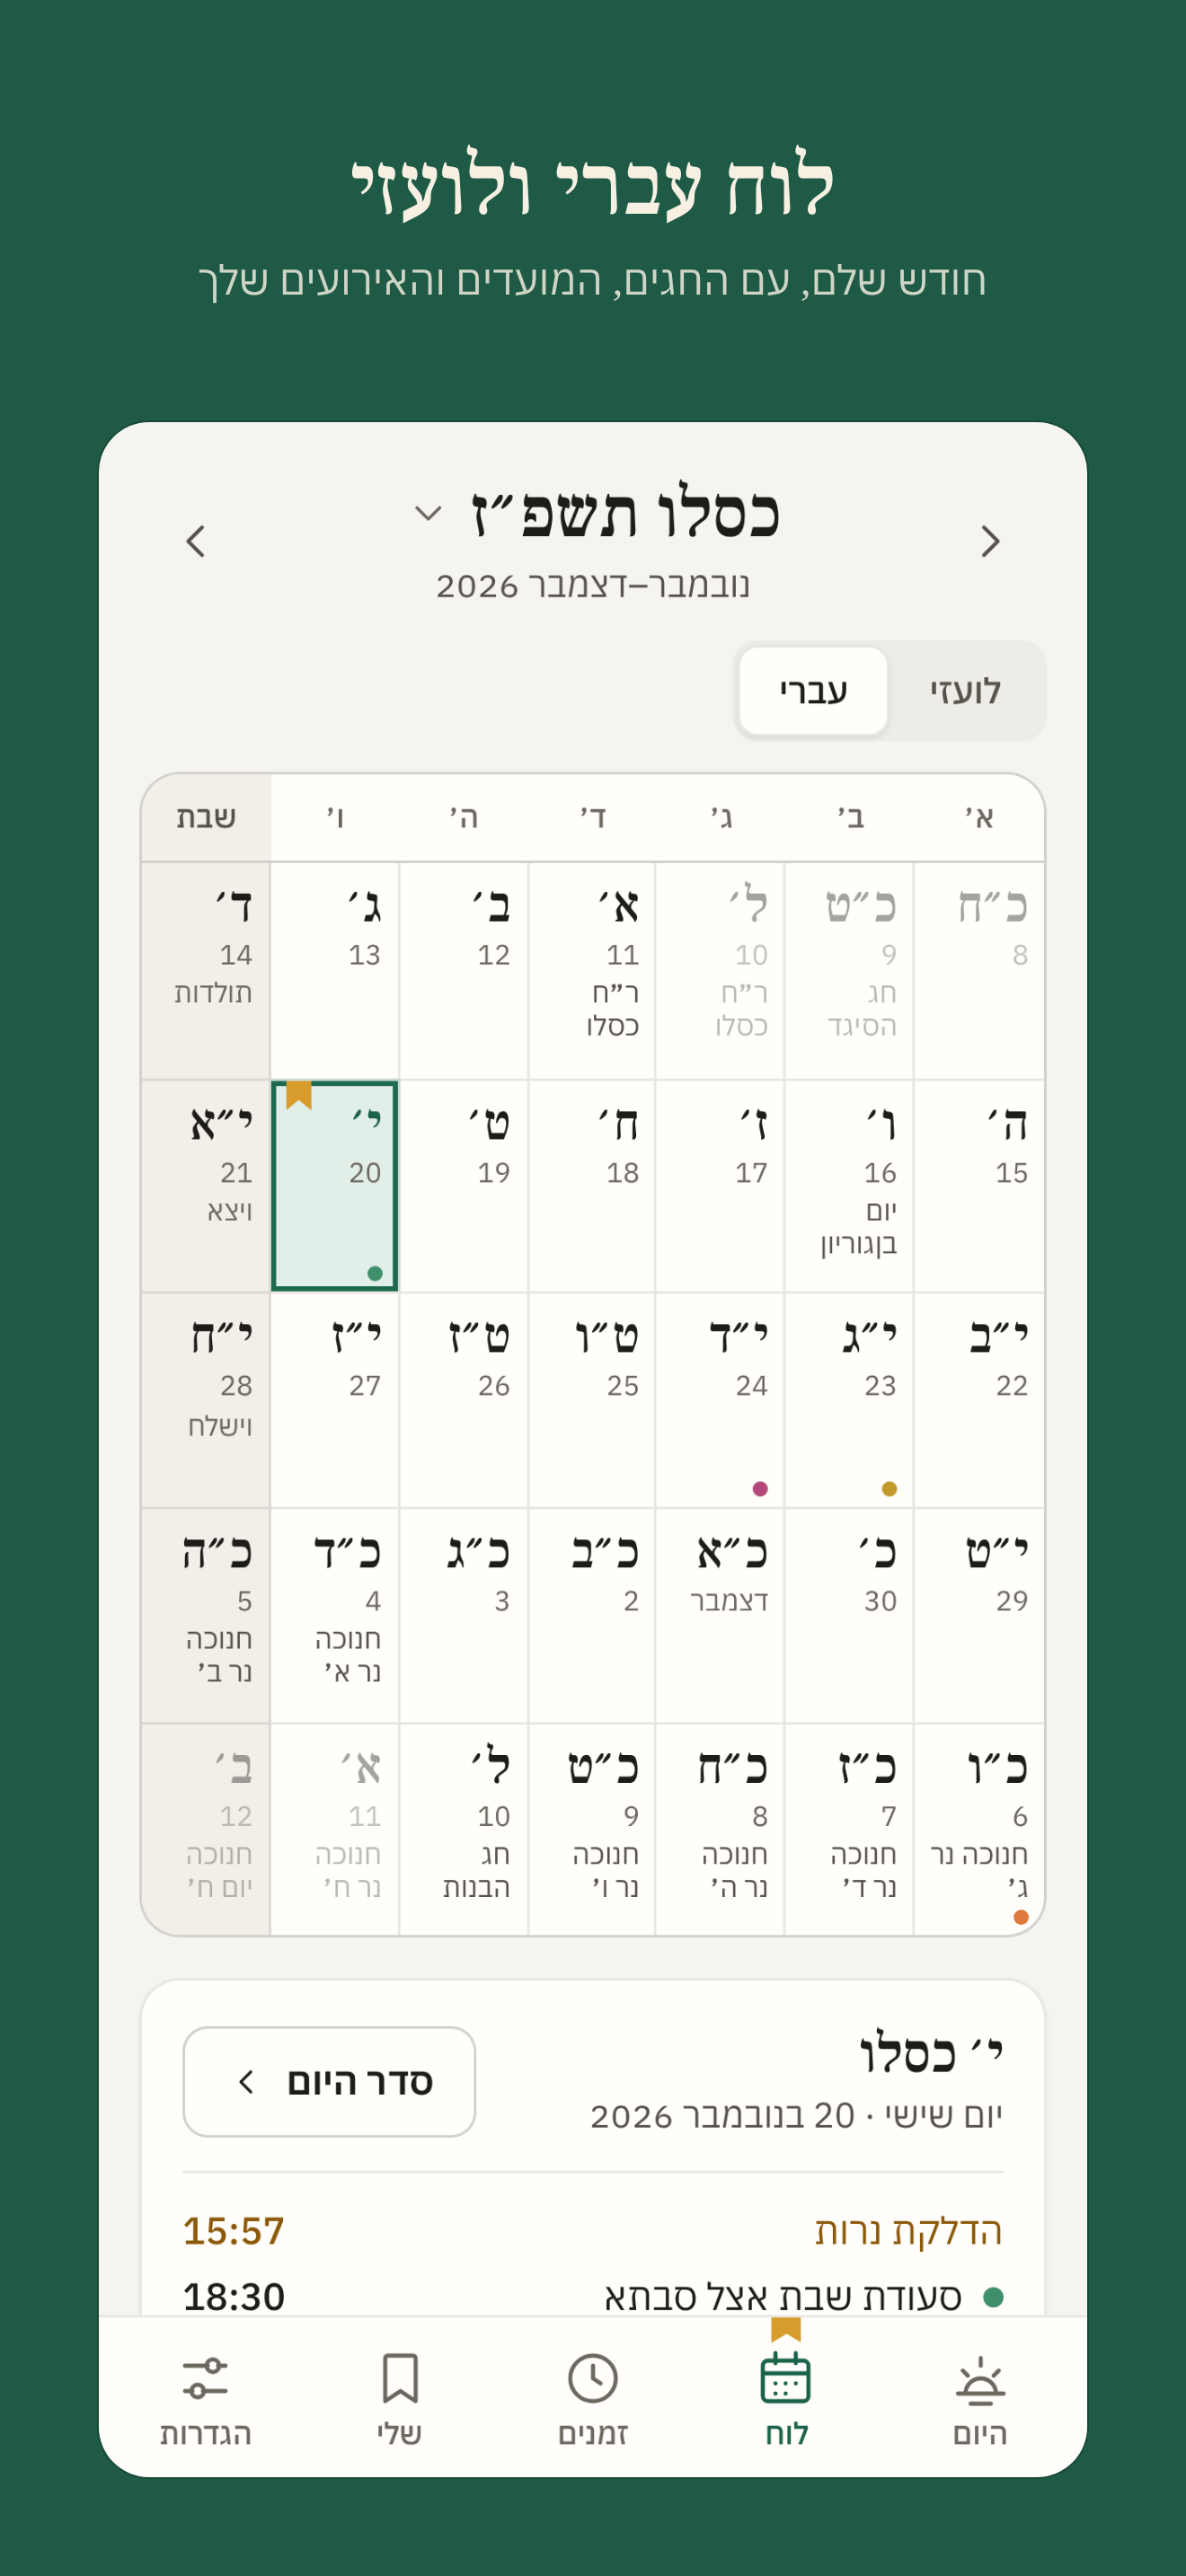 לוח עברי ולועזי
חודש שלם, עם החגים, המועדים והאירועים שלך
כסלו תשפ״ז
נובמבר–דצמבר 2026
לועזי עברי
א׳ ב׳ ג׳ ד׳ ה׳ ו׳ שבת
כ״ח כ״ט ל׳ א׳ ב׳ ג׳ ד׳
8 9 10 11 12 13 14
חג ר״ח ר״ח תולדות
הסיגד כסלו כסלו
ה׳ ו׳ ז׳ ח׳ ט׳ י׳ י״א
15 16 17 18 19 20 21
יום ויצא
בןגוריון
י״ב י״ג י״ד ט״ו ט״ז י״ז י״ח
22 23 24 25 26 27 28
וישלח
י״ט כ׳ כ״א כ״ב כ״ג כ״ד כ״ה
29 30 דצמבר 2 3 4 5
חנוכה חנוכה
נר א׳ נר ב׳
כ״ו כ״ז כ״ח כ״ט ל׳ א׳ ב׳
6 7 8 9 10 11 12
חנוכה נר חנוכה חנוכה חנוכה חג חנוכה חנוכה
ג׳ נר ד׳ נר ה׳ נר ו׳ הבנות נר ח׳ יום ח׳
י׳ כסלו
סדר היום
יום שישי · 20 בנובמבר 2026
הדלקת נרות 15:57
סעודת שבת אצל סבתא 18:30
היום לוח זמנים שלי הגדרות